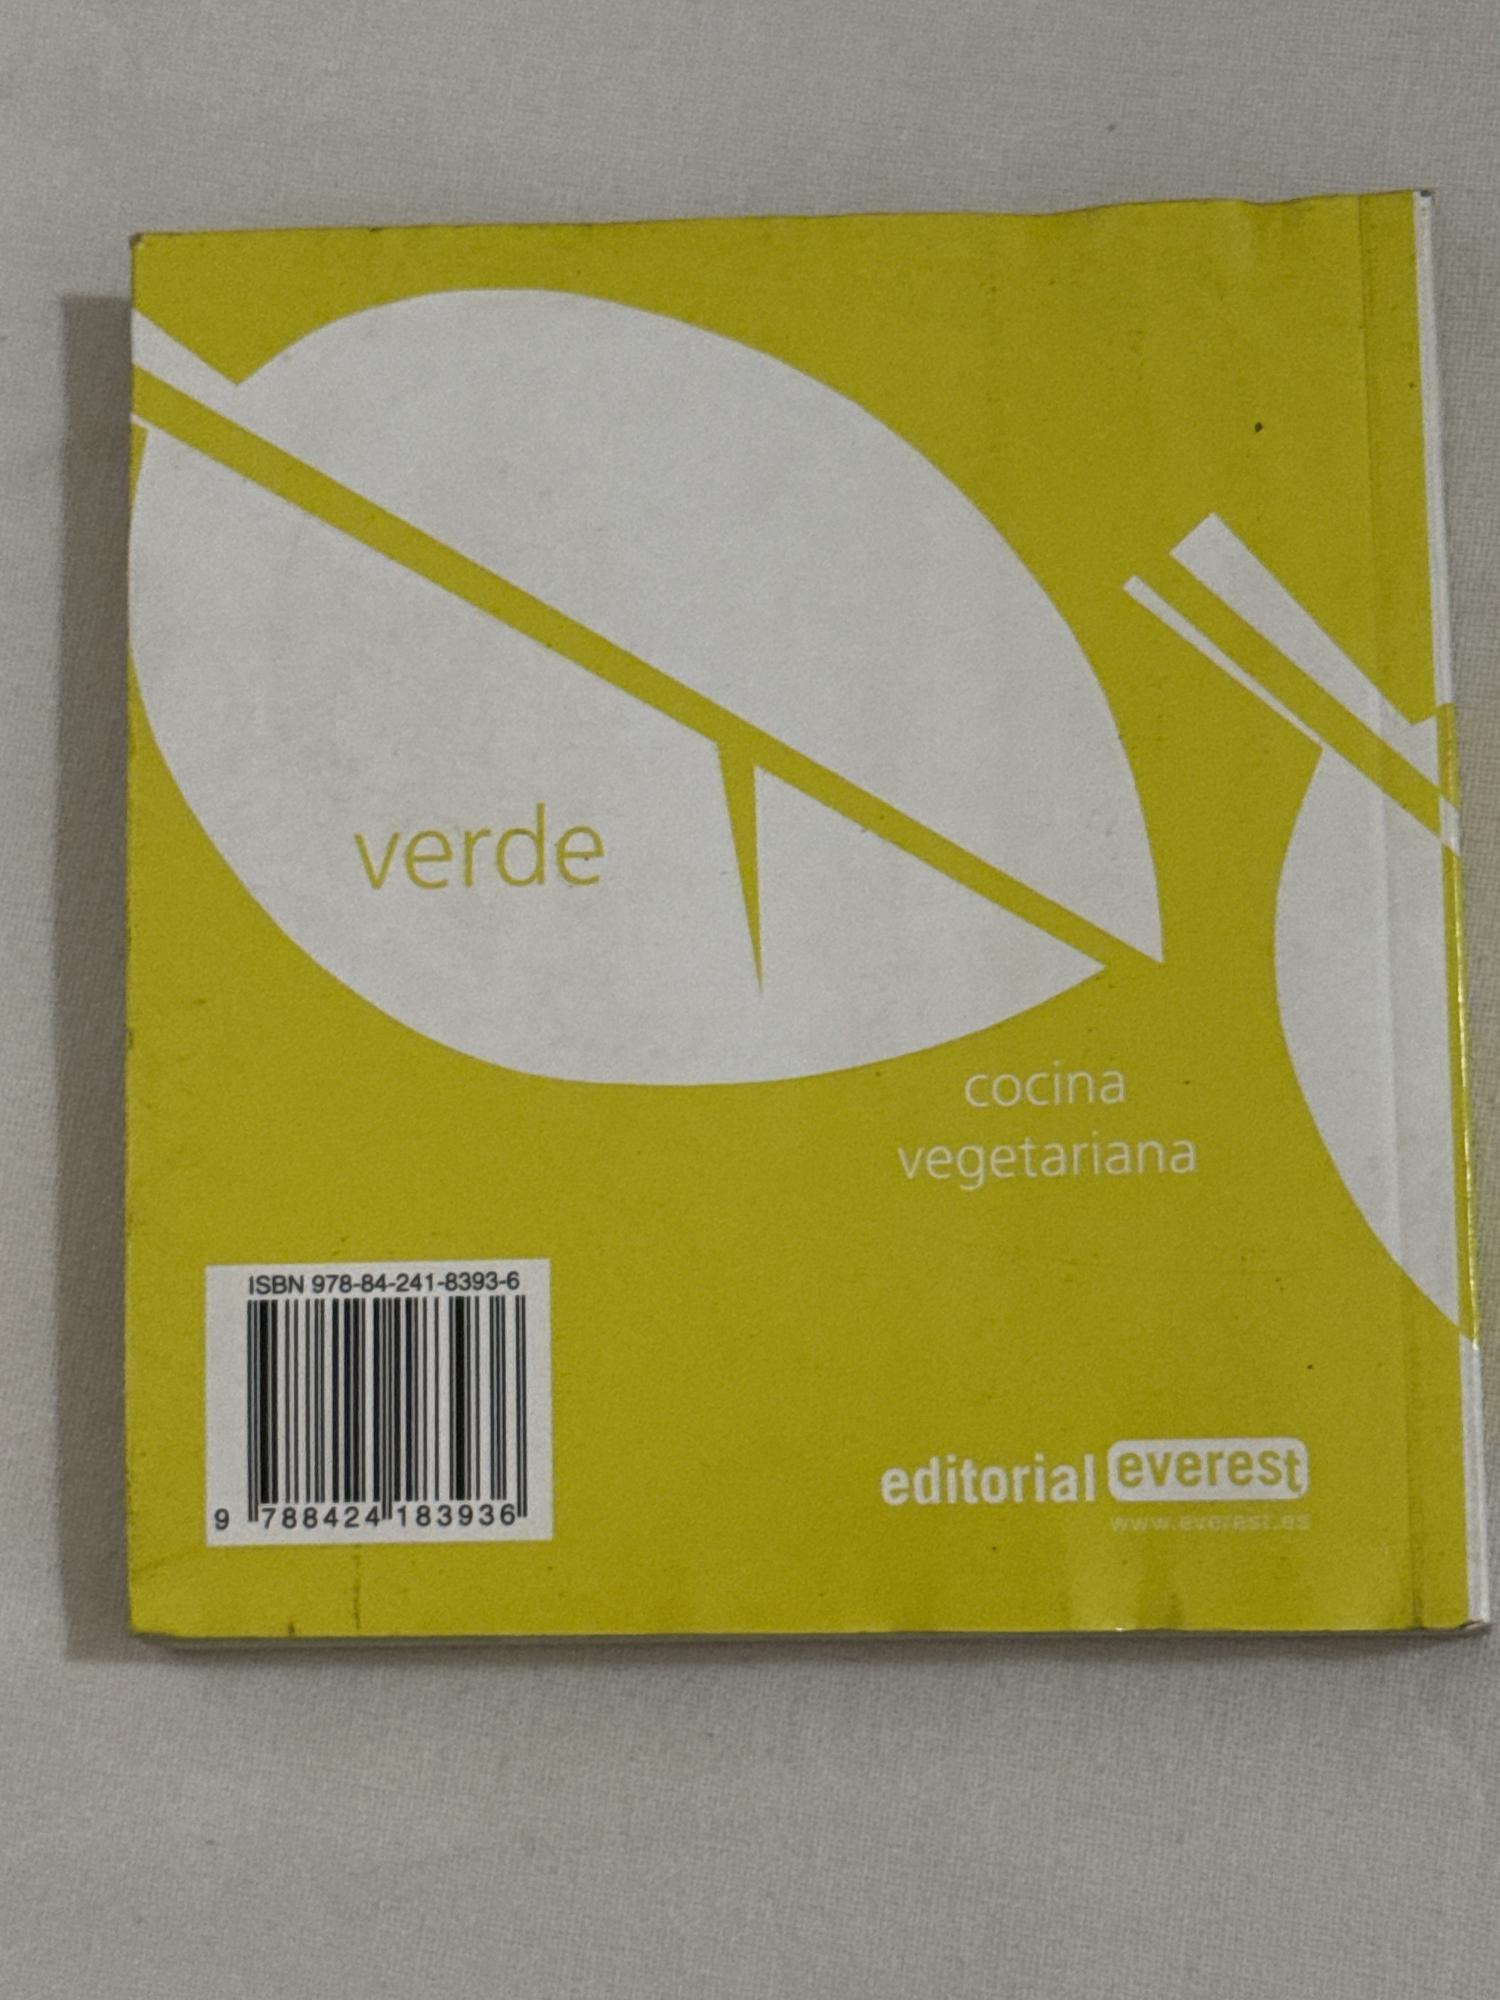 verde
cocina
vegetariana
ISBN 978-84-241-8393-6
9 788424 183936
editorial everest
www.everest.es